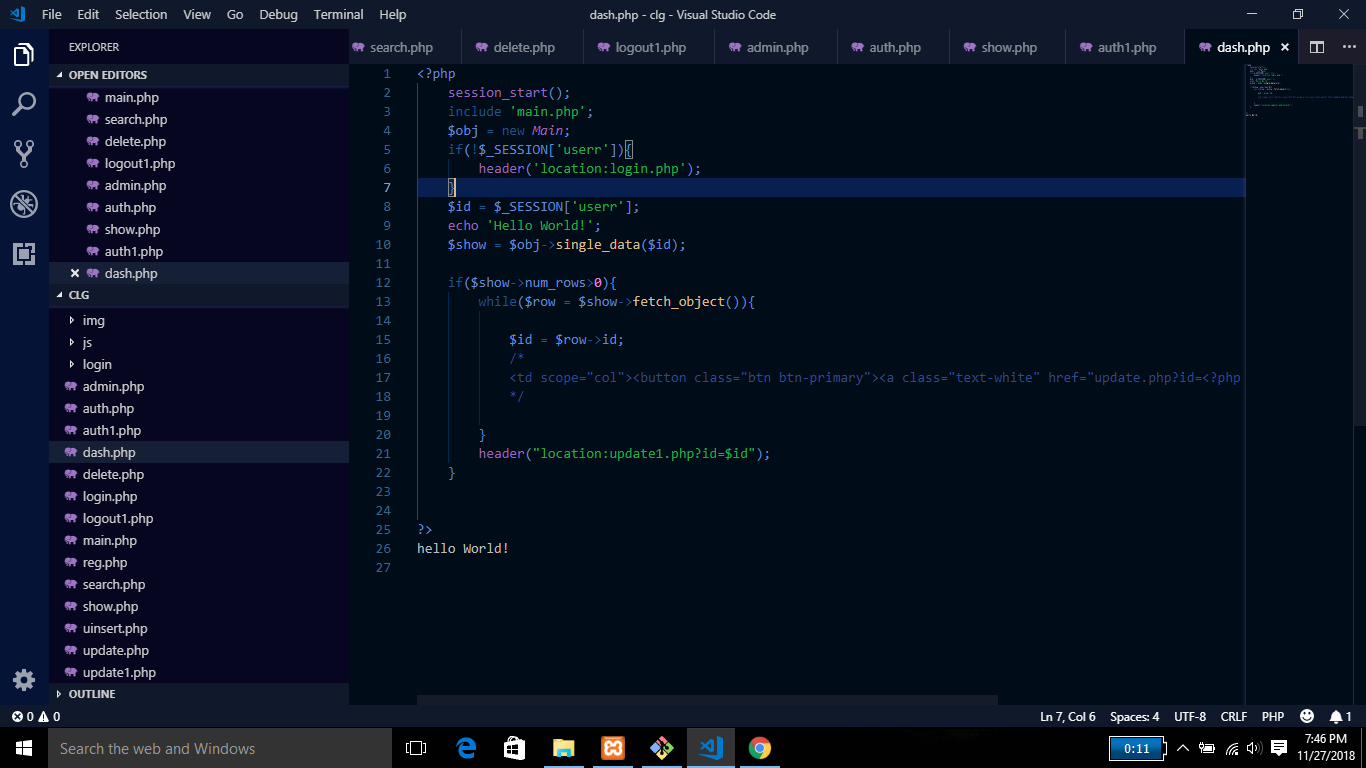 File Edit Selection View Go Debug Terminal Help
dash.php - clg - Visual Studio Code
EXPLORER
search.php delete.php logout1.php admin.php auth.php show.php auth1.php dash.php
OPEN EDITORS
main.php
search.php
delete.php
logout1.php
admin.php
auth.php
show.php
auth1.php
dash.php
CLG
img
js
login
admin.php
auth.php
auth1.php
dash.php
delete.php
login.php
logout1.php
main.php
reg.php
search.php
show.php
uinsert.php
update.php
update1.php
OUTLINE
1 <?php
2 session_start();
3 include 'main.php';
4 $obj = new Main;
5 if(!$_SESSION['userr']){
6 header('location:login.php');
7 }
8 $id = $_SESSION['userr'];
9 echo 'Hello World!';
10 $show = $obj->single_data($id);
11
12 if($show->num_rows>0){
13 while($row = $show->fetch_object()){
14
15 $id = $row->id;
16 /*
17 <td scope="col"><button class="btn btn-primary"><a class="text-white" href="update.php?id=<?php
18 */
19
20 }
21 header("location:update1.php?id=$id");
22 }
23
24
25 ?>
26 hello World!
27
0 0
Ln 7, Col 6 Spaces: 4 UTF-8 CRLF PHP 1
Search the web and Windows
0:11
7:46 PM
11/27/2018